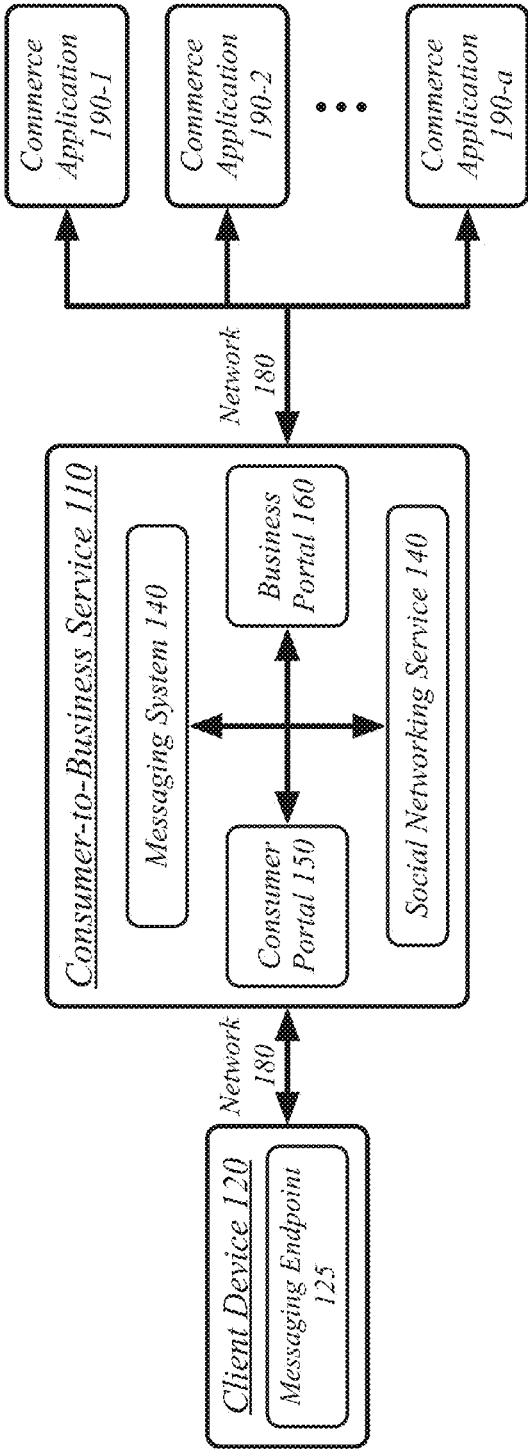 Client Device 120
Messaging Endpoint
125
Network
180
Consumer-to-Business Service 110
Messaging System 140
Consumer
Portal 150
Business
Portal 160
Social Networking Service 140
Network
180
Commerce
Application
190-1
Commerce
Application
190-2
Commerce
Application
190-a